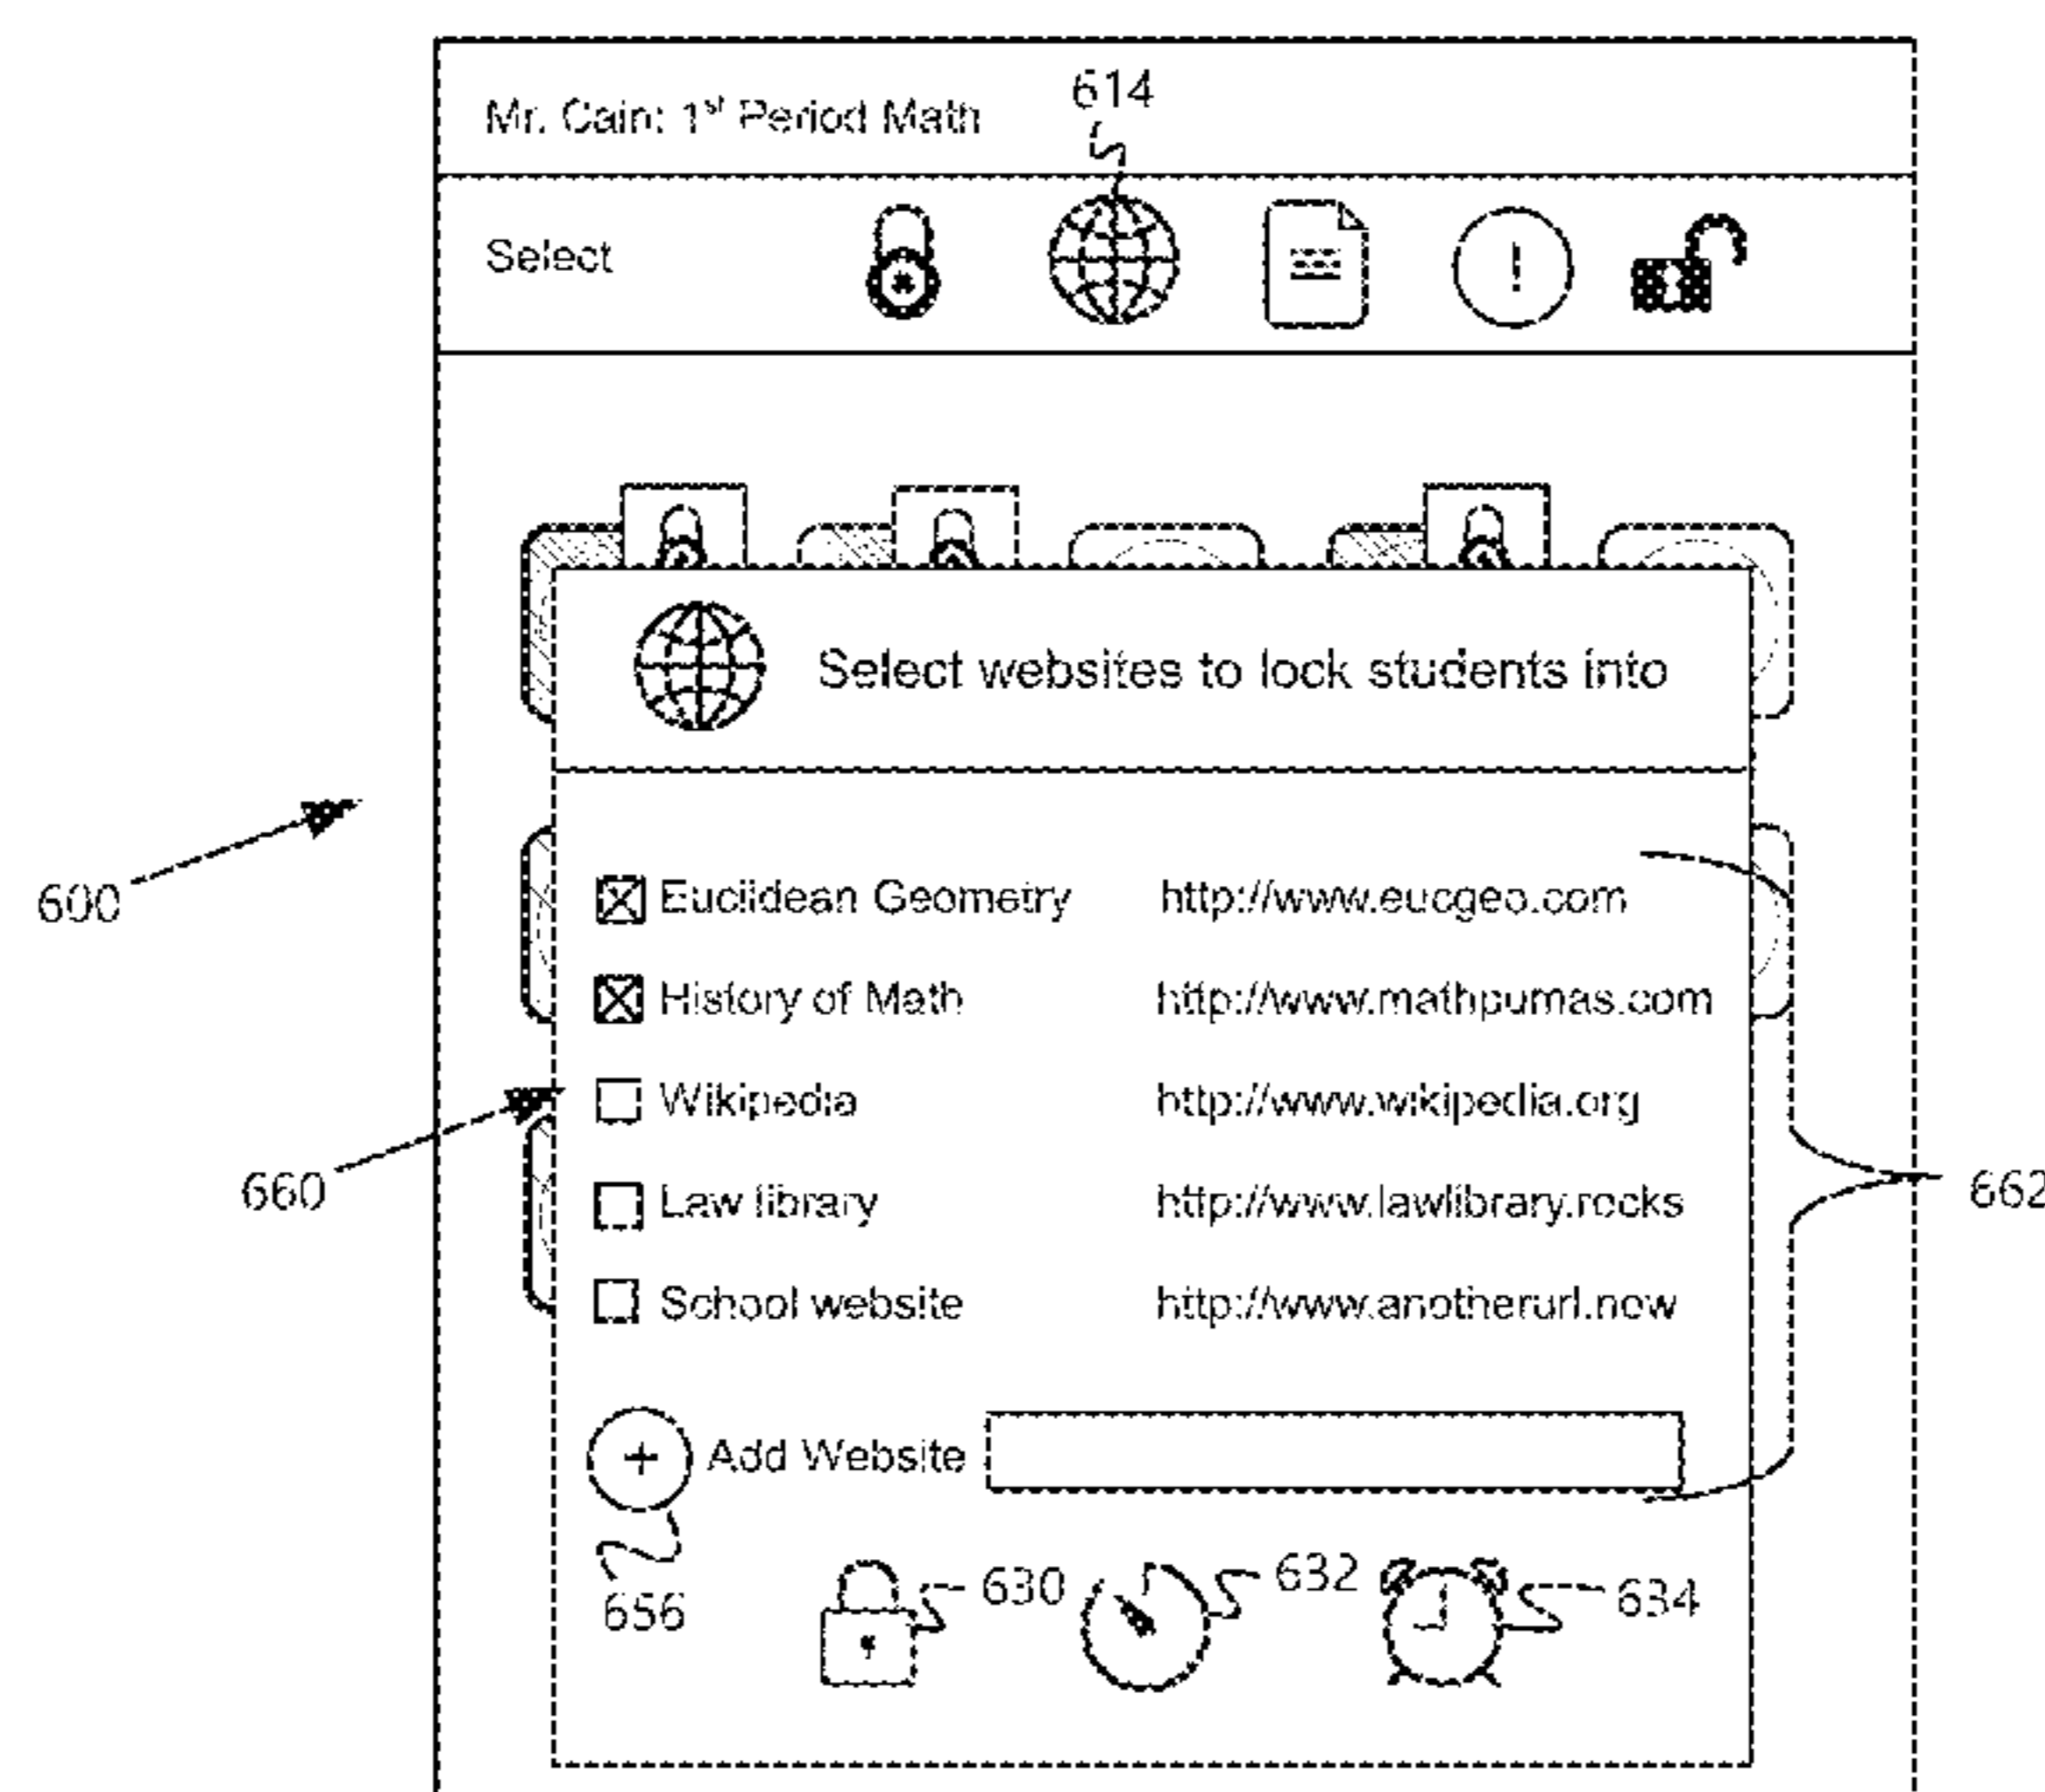 614
Mr. Cain: 1st Period Math
Select
!
Select websites to lock students into
600
Euclidean Geometry http://www.eucgeo.com
History of Math http://www.mathpumas.com
Wikipedia http://www.wikipedia.org
660
Law library http://www.lawlibrary.rocks
662
School website http://www.anotherurl.now
+ Add Website
656
630
632
634